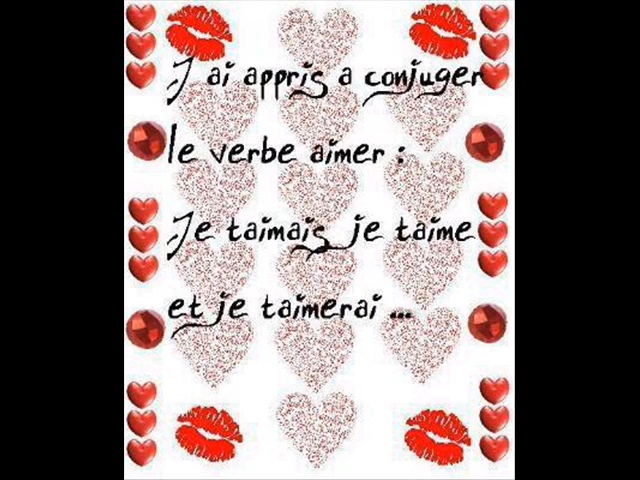 J ai appris a conjuger
le verbe aimer :
Je taimais je taime
et je taimerai ...